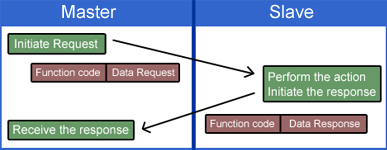 Master
Slave
Initiate Request
Function code
Data Request
Perform the action
Initiate the response
Receive the response
Function code
Data Response